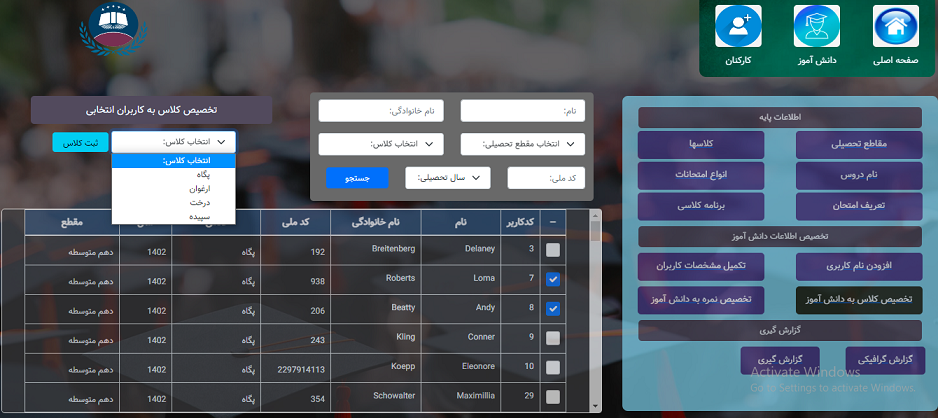 صفحه اصلی
دانش آموز
کارکنان
اطلاعات پایه
مقاطع تحصیلی
کلاسها
نام دروس
انواع امتحانات
تعریف امتحان
برنامه کلاسی
تخصیص اطلاعات دانش آموز
افزودن نام کاربری
تکمیل مشخصات کاربران
تخصیص کلاس به دانش آموز
تخصیص نمره به دانش آموز
گزارش گیری
گزارش گرافیکی
گزارش گیری
Activate Windows
Go to Settings to activate Windows.
نام:
نام خانوادگی:
انتخاب مقطع تحصیلی:
انتخاب کلاس:
کد ملی:
سال تحصیلی:
جستجو
تخصیص کلاس به کاربران انتخابی
انتخاب کلاس:
ثبت کلاس
انتخاب کلاس:
پگاه
ارغوان
درخت
سپیده
– کدکاربر نام نام خانوادگی کد ملی مقطع
3 Delaney Breitenberg 192 پگاه 1402 دهم متوسطه
7 Lorna Roberts 938 پگاه 1402 دهم متوسطه
8 Andy Beatty 206 پگاه 1402 دهم متوسطه
9 Conner Kling 243 پگاه 1402 دهم متوسطه
10 Eleonore Koepp 2297914113 پگاه 1402 دهم متوسطه
29 Maximillia Schowalter 354 پگاه 1402 دهم متوسطه